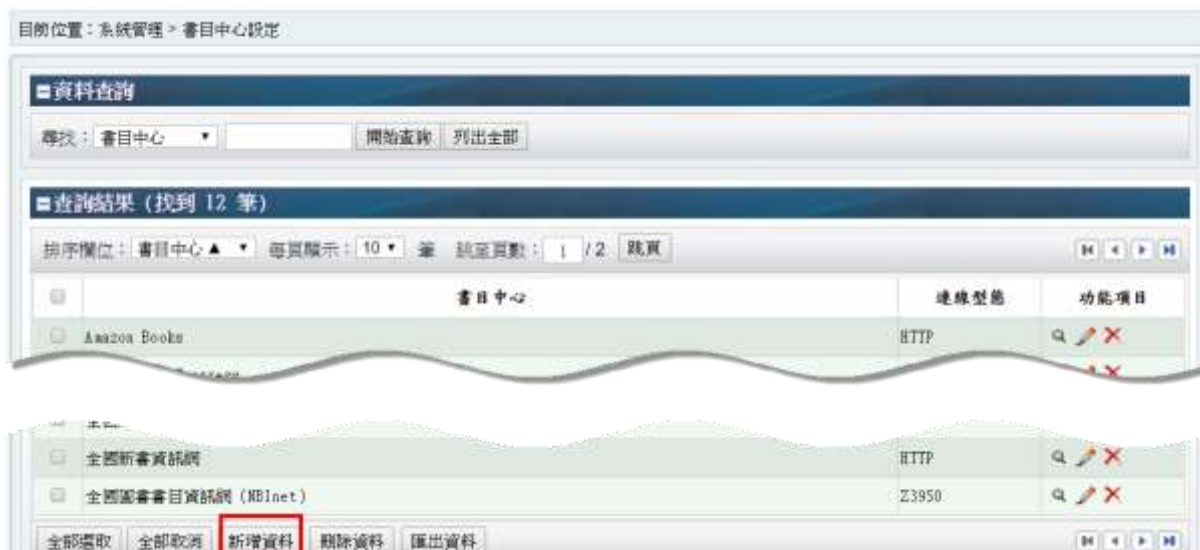 目前位置：系統管理 > 書目中心設定
資料查詢
尋找：書目中心 開始查詢 列出全部
查詢結果 (找到 12 筆)
排序欄位：書目中心▲ 每頁顯示：10 筆 跳至頁數：1 / 2 跳頁
書目中心 連線型態 功能項目
Amazon Books HTTP
全國新書資訊網 HTTP
全國圖書書目資訊網 (NBInet) Z3950
全部選取 全部取消 新增資料 刪除資料 匯出資料